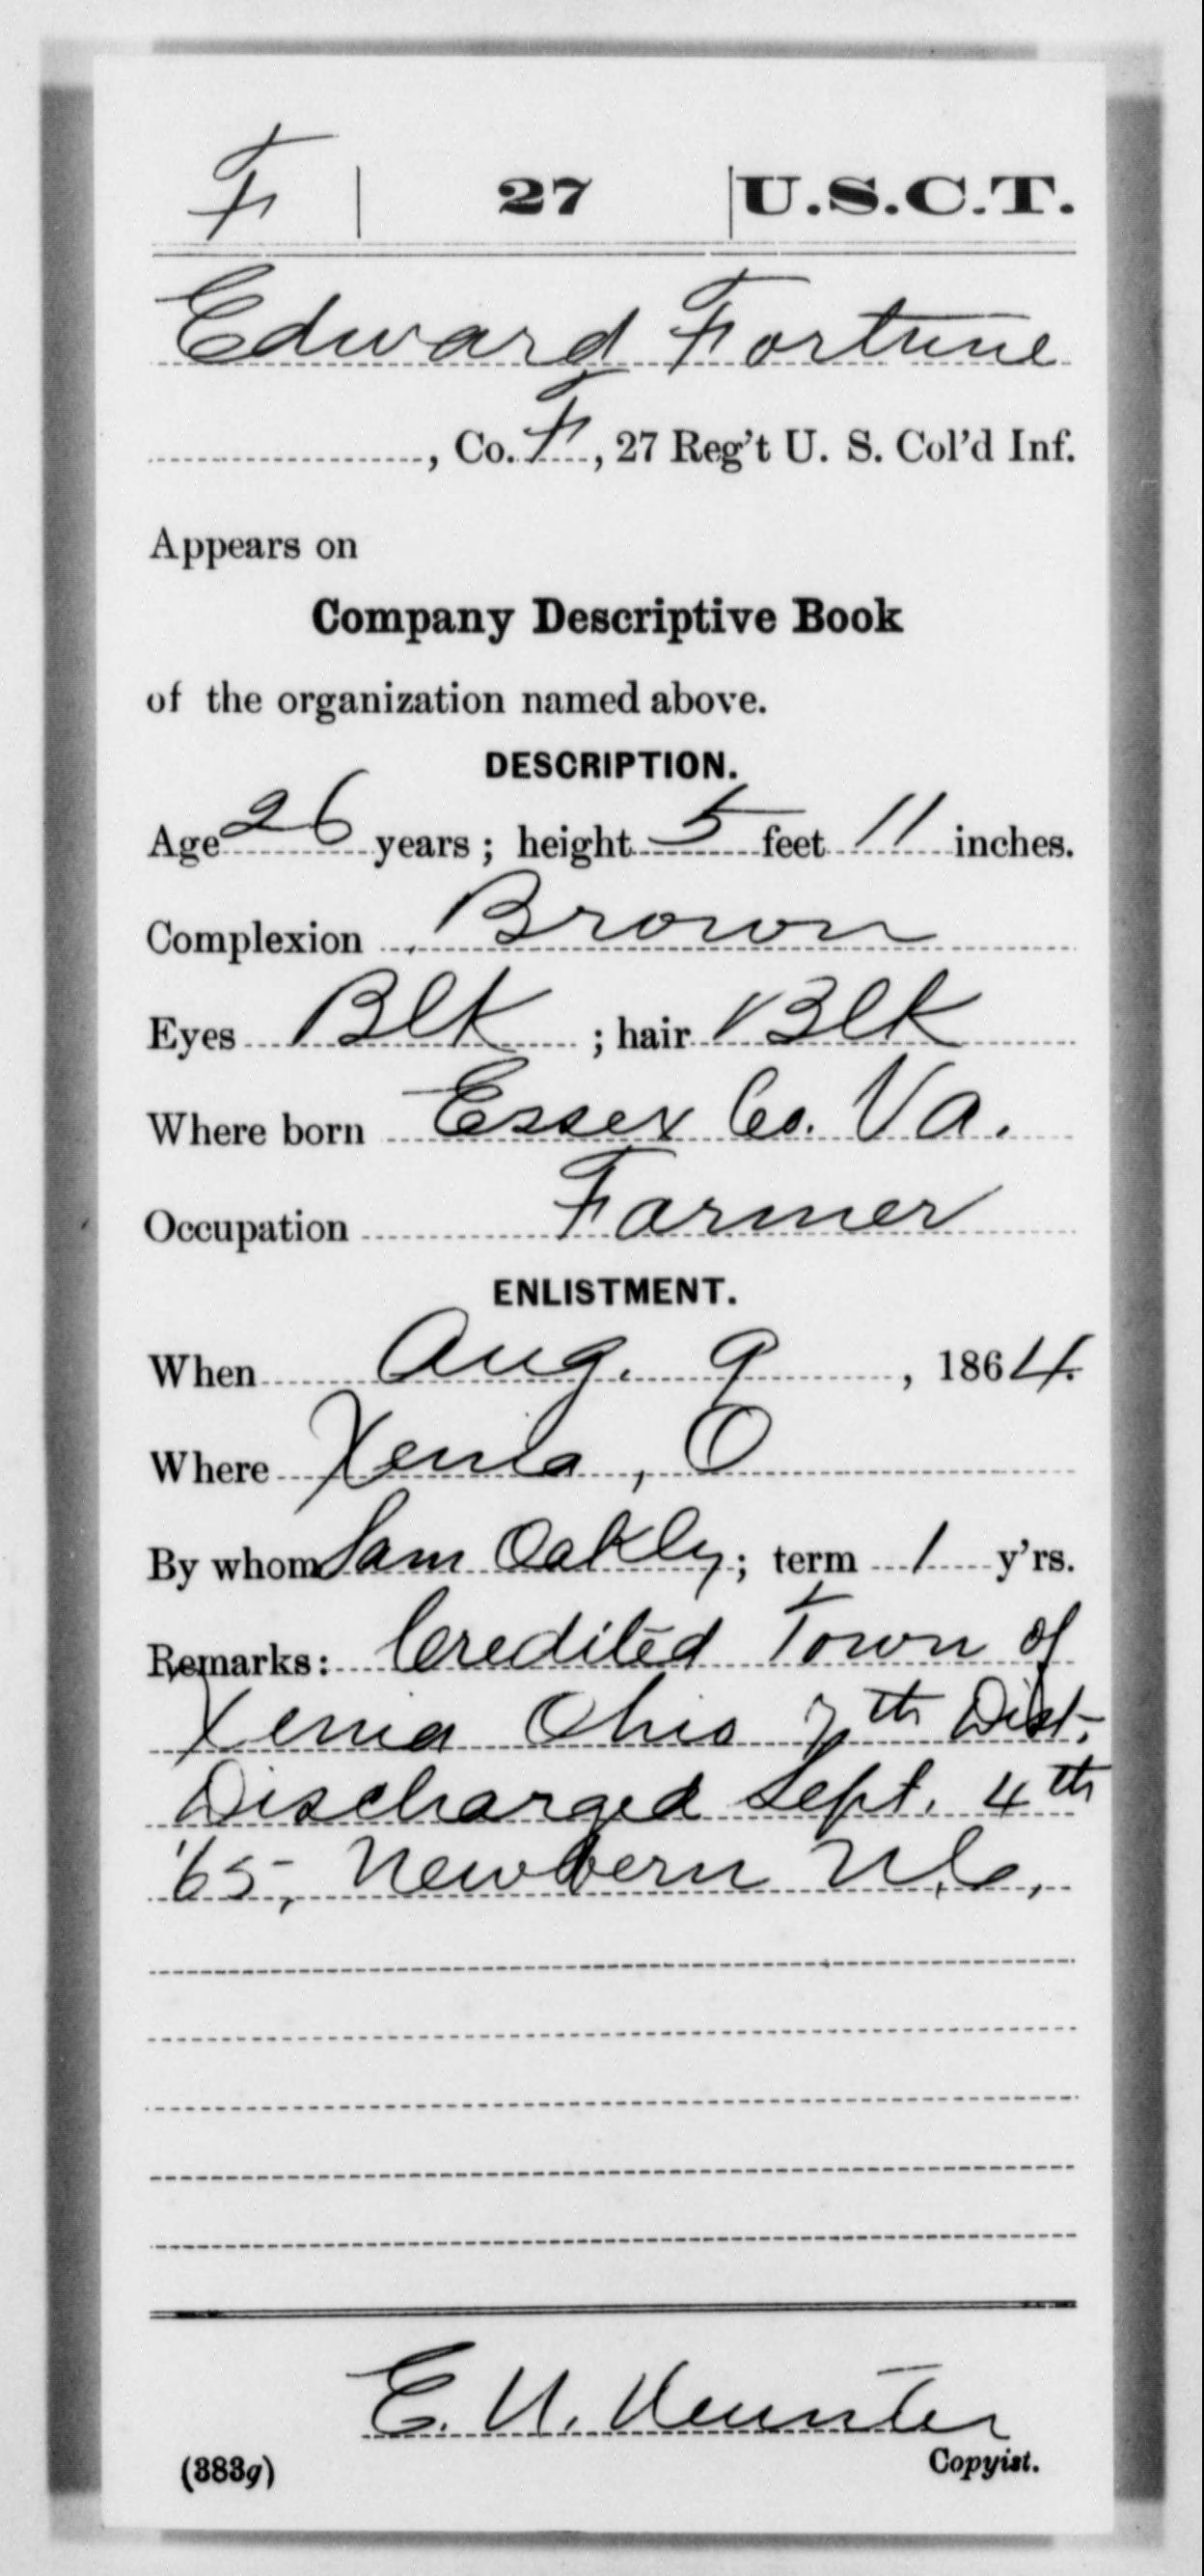 F | 27 | U.S.C.T.
Edward Fortune
, Co. F, 27 Reg't U. S. Col'd Inf.
Appears on
Company Descriptive Book
of the organization named above.
DESCRIPTION.
Age 26 years; height 5 feet 11 inches.
Complexion Brown
Eyes Blk ; hair Blk
Where born Essex Co. Va.
Occupation Farmer
ENLISTMENT.
When Aug. 9, 1864.
Where Xenia, O
By whom Sam Oakly; term 1 y'rs.
Remarks: Credited Town of
Xenia Ohio 7th Dist.
Discharged Sept. 4th
'65, Newbern N.C.,
E.
(383g) Copyist.